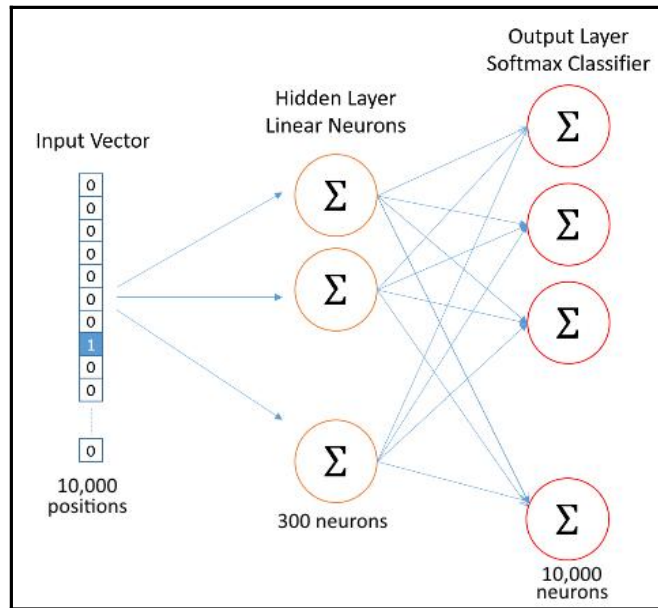 Output Layer
Softmax Classifier
Hidden Layer
Linear Neurons
Input Vector
0
0
0
0
0
0
0
1
0
0
0
10,000
positions
Σ
Σ
Σ
300 neurons
Σ
Σ
Σ
Σ
10,000
neurons